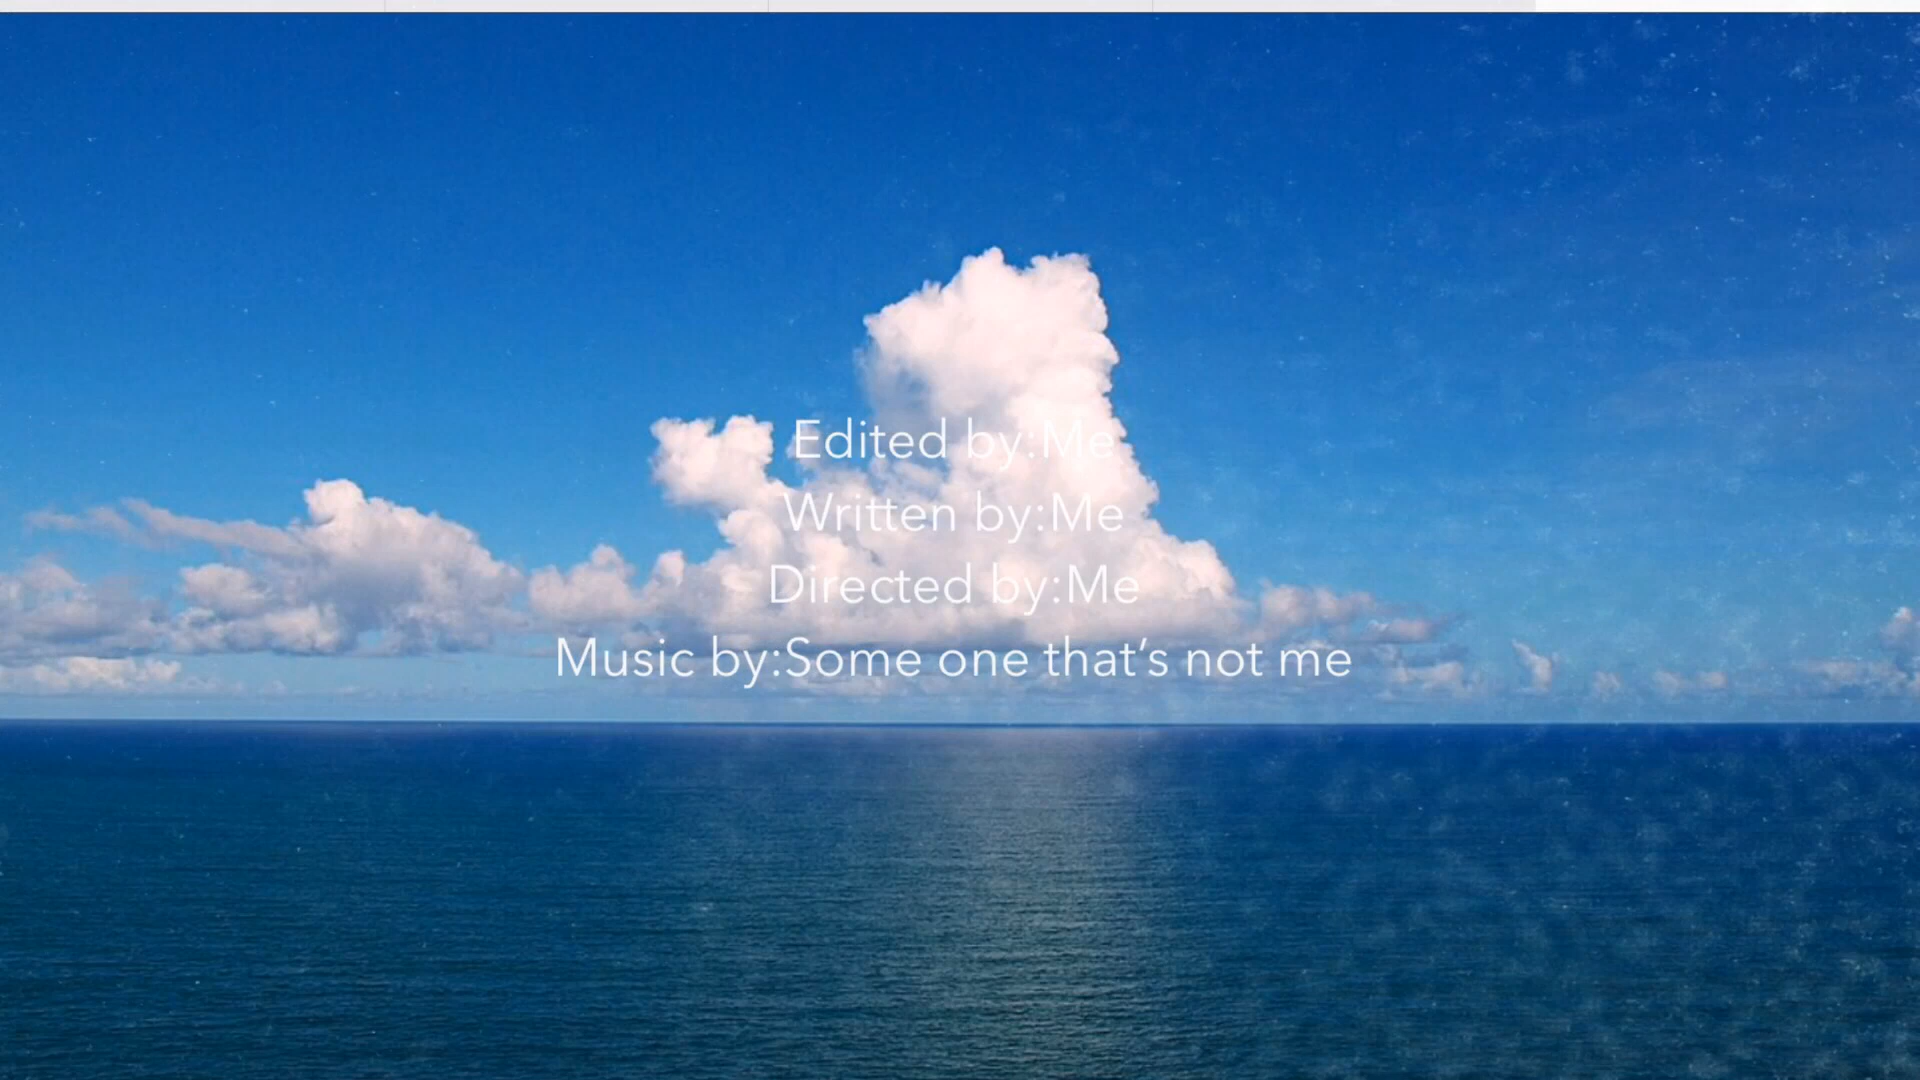 Edited by:Me
Written by:Me
Directed by:Me
Music by:Some one that’s not me